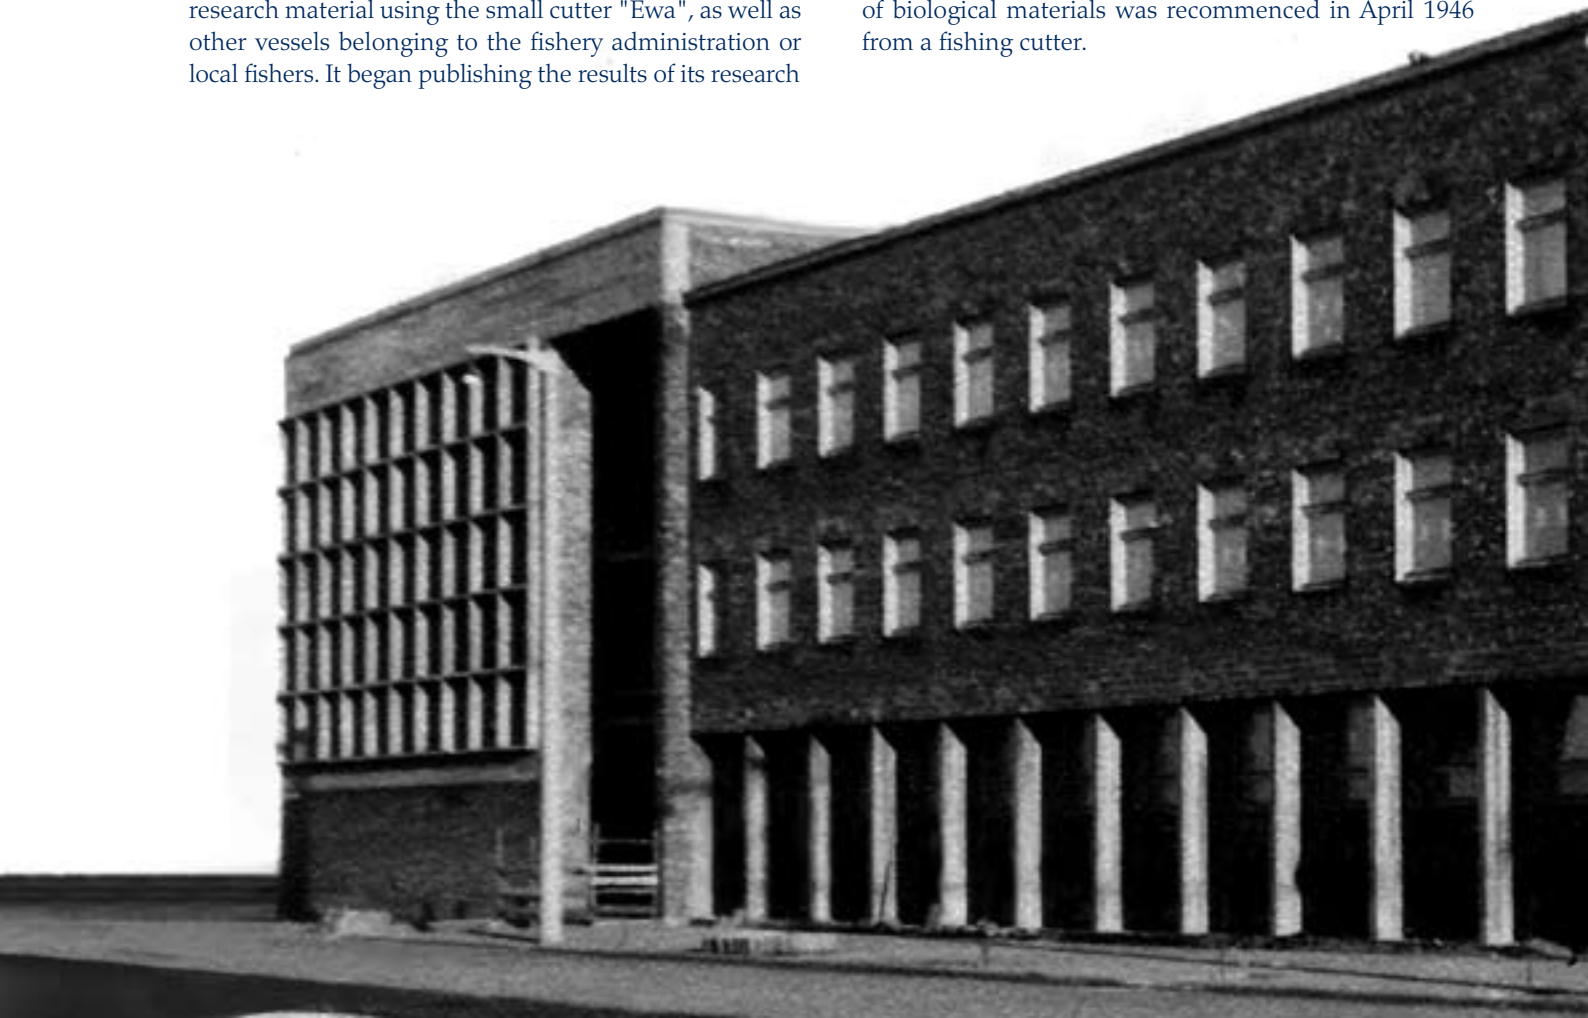 research material using the small cutter "Ewa", as well as
other vessels belonging to the fishery administration or
local fishers. It began publishing the results of its research
of biological materials was recommenced in April 1946
from a fishing cutter.